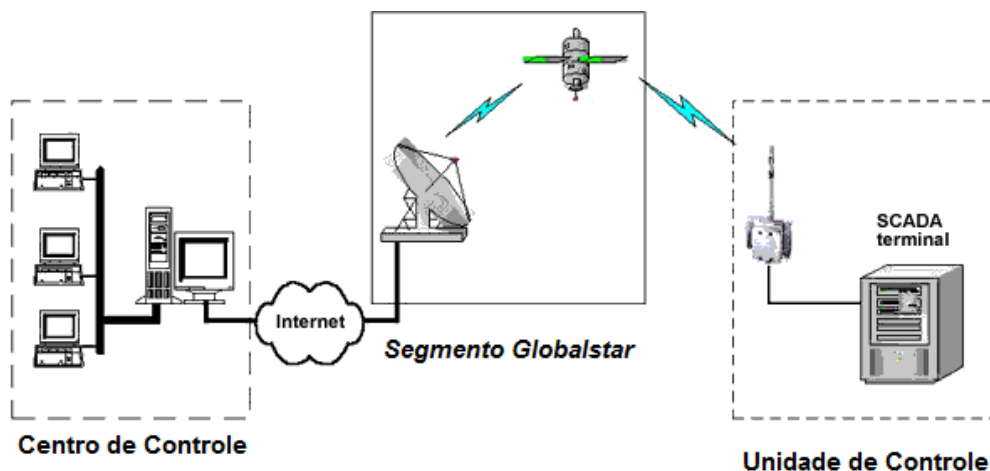 SCADA
terminal
Internet
Segmento Globalstar
Centro de Controle
Unidade de Controle